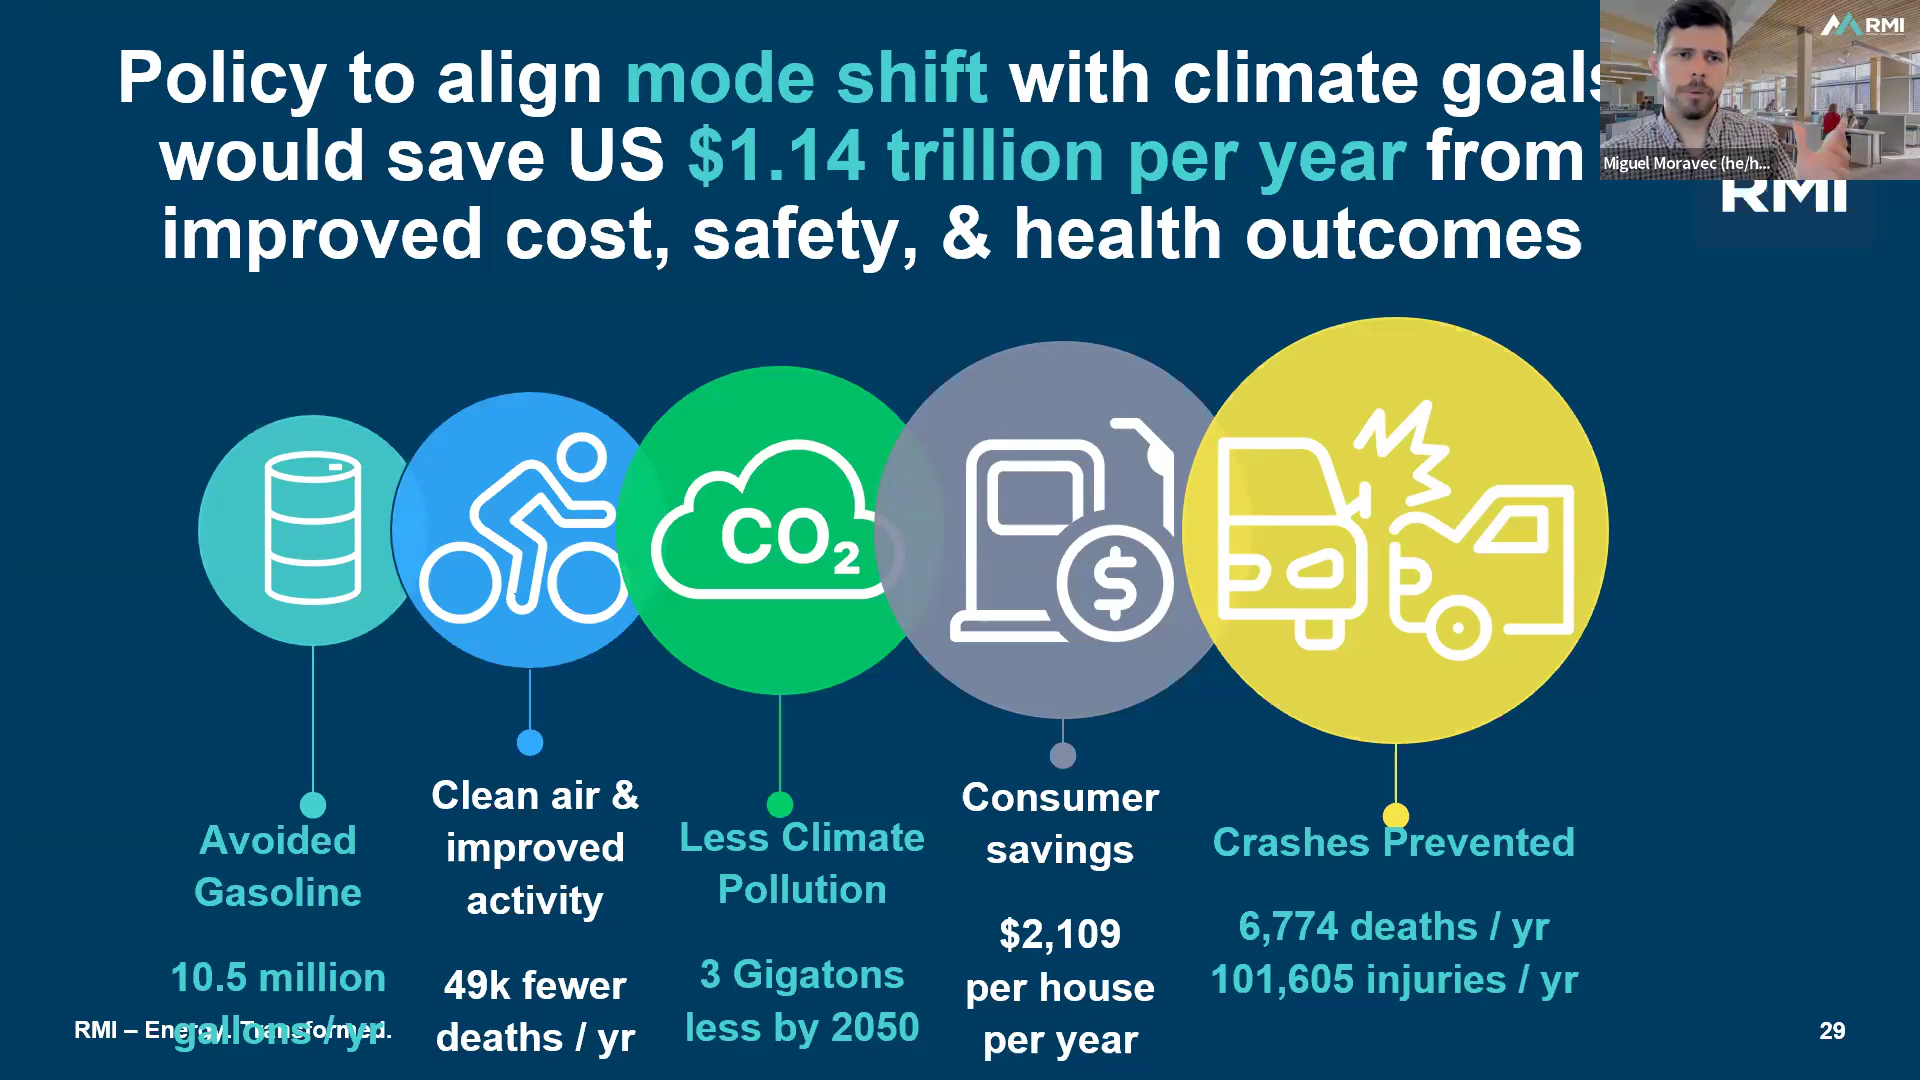 Policy to align mode shift with climate goals
would save US $1.14 trillion per year from
improved cost, safety, & health outcomes
RMI
Miguel Moravec (he/h...
RMI
CO₂
$
Avoided
Gasoline
10.5 million
gallons / yr
Clean air &
improved
activity
49k fewer
deaths / yr
Less Climate
Pollution
3 Gigatons
less by 2050
Consumer
savings
$2,109
per house
per year
Crashes Prevented
6,774 deaths / yr
101,605 injuries / yr
RMI – Energy. Transformed.
29